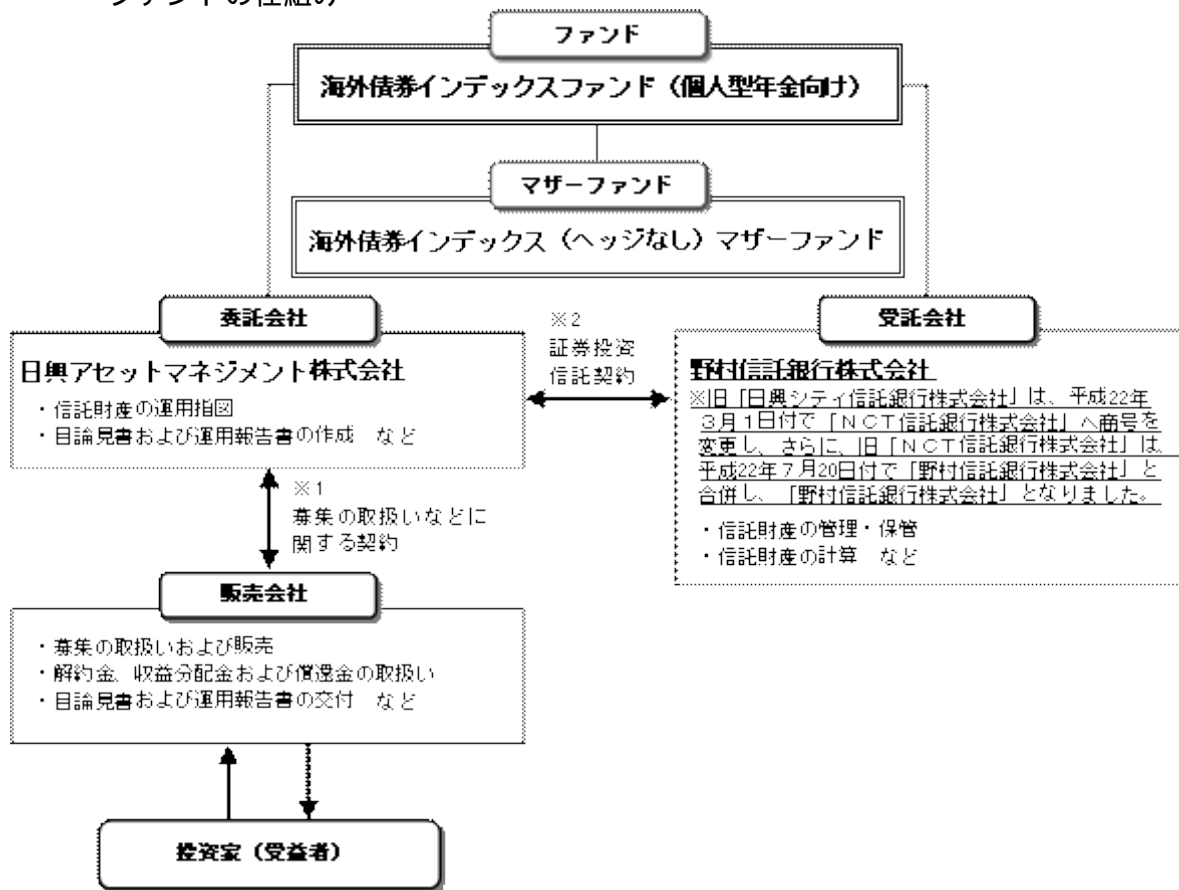 ファンドの仕組み
ファンド
海外債券インデックスファンド（個人型年金向け）
マザーファンド
海外債券インデックス（ヘッジなし）マザーファンド
委託会社
日興アセットマネジメント株式会社
・信託財産の運用指図
・目論見書および運用報告書の作成　など
※2
証券投資
信託契約
受託会社
野村信託銀行株式会社
※旧「日興シティ信託銀行株式会社」は、平成22年
３月１日付で「ＮＣＴ信託銀行株式会社」へ商号を
変更し、さらに、旧「ＮＣＴ信託銀行株式会社」は、
平成22年７月20日付で「野村信託銀行株式会社」と
合併し、「野村信託銀行株式会社」となりました。
・信託財産の管理・保管
・信託財産の計算　など
※1
募集の取扱いなどに
関する契約
販売会社
・募集の取扱いおよび販売
・解約金、収益分配金および償還金の取扱い
・目論見書および運用報告書の交付　など
投資家（受益者）